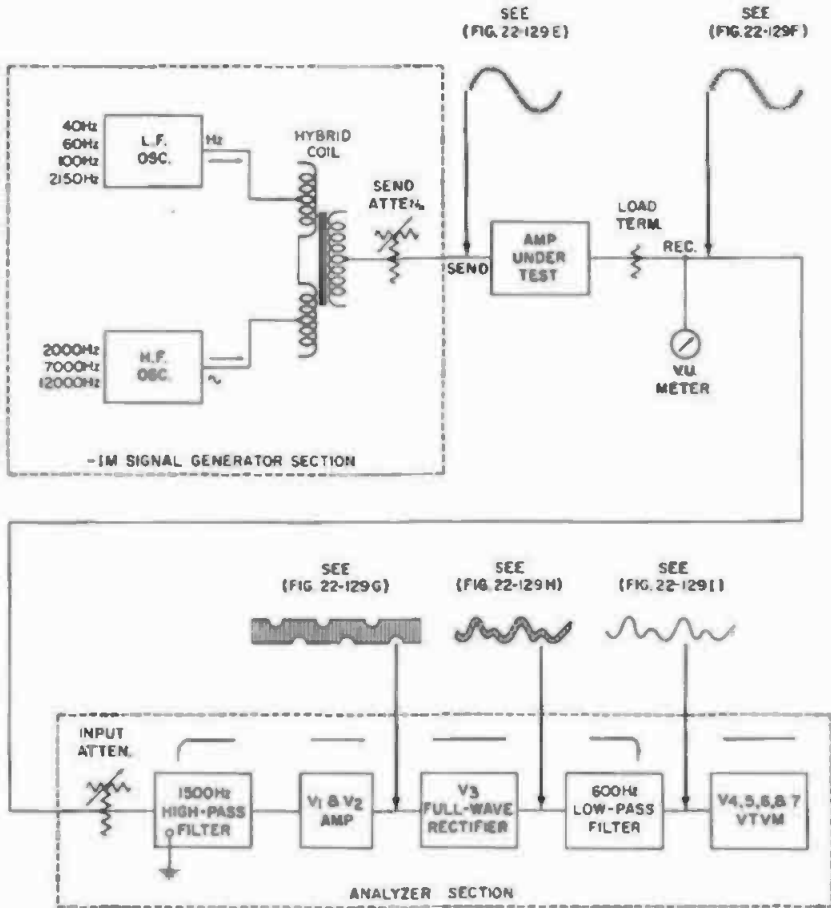 SEE
(FIG. 22-129E)
SEE
(FIG. 22-129F)
40Hz
60Hz
100Hz
2150Hz
L.F.
OSC.
Hz
HYBRID
COIL
SEND
ATTEN.
SEND
AMP
UNDER
TEST
LOAD
TERM.
REC.
V.U.
METER
2000Hz
7000Hz
12000Hz
H.F.
OSC.
~
-IM SIGNAL GENERATOR SECTION
SEE
(FIG. 22-129G)
SEE
(FIG. 22-129H)
SEE
(FIG. 22-129I)
INPUT
ATTEN.
1500Hz
HIGH-PASS
FILTER
V1 & V2
AMP
V3
FULL-WAVE
RECTIFIER
600Hz
LOW-PASS
FILTER
V4,5,6,& 7
VTVM
ANALYZER SECTION